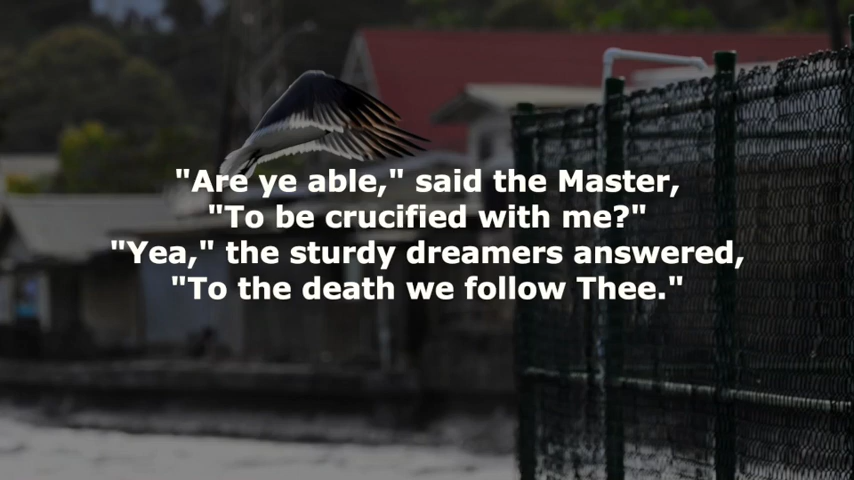 "Are ye able," said the Master,
"To be crucified with me?"
"Yea," the sturdy dreamers answered,
"To the death we follow Thee."